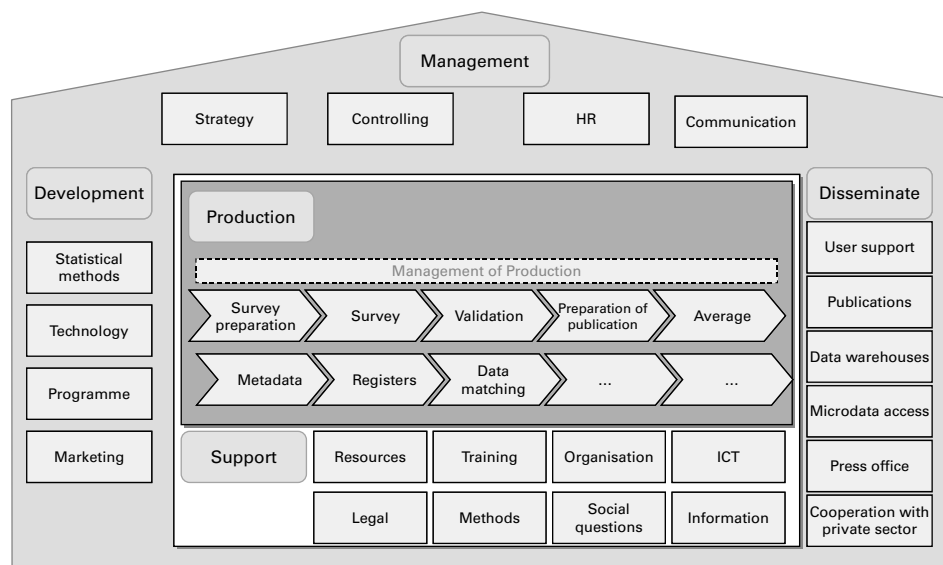 Management
Strategy
Controlling
HR
Communication
Development
Statistical
methods
Technology
Programme
Marketing
Production
Management of Production
Survey
preparation
Survey
Validation
Preparation of
publication
Average
Metadata
Registers
Data
matching
...
...
Support
Resources
Training
Organisation
ICT
Legal
Methods
Social
questions
Information
Disseminate
User support
Publications
Data warehouses
Microdata access
Press office
Cooperation with
private sector